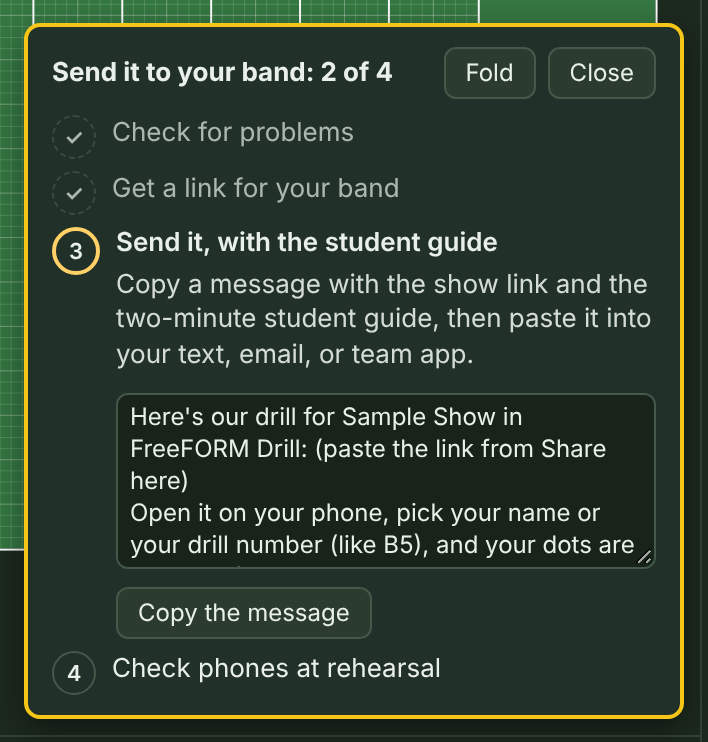 Send it to your band: 2 of 4
Fold
Close
Check for problems
Get a link for your band
3
Send it, with the student guide
Copy a message with the show link and the
two-minute student guide, then paste it into
your text, email, or team app.
Here's our drill for Sample Show in
FreeFORM Drill: (paste the link from Share
here)
Open it on your phone, pick your name or
your drill number (like B5), and your dots are
Copy the message
4
Check phones at rehearsal